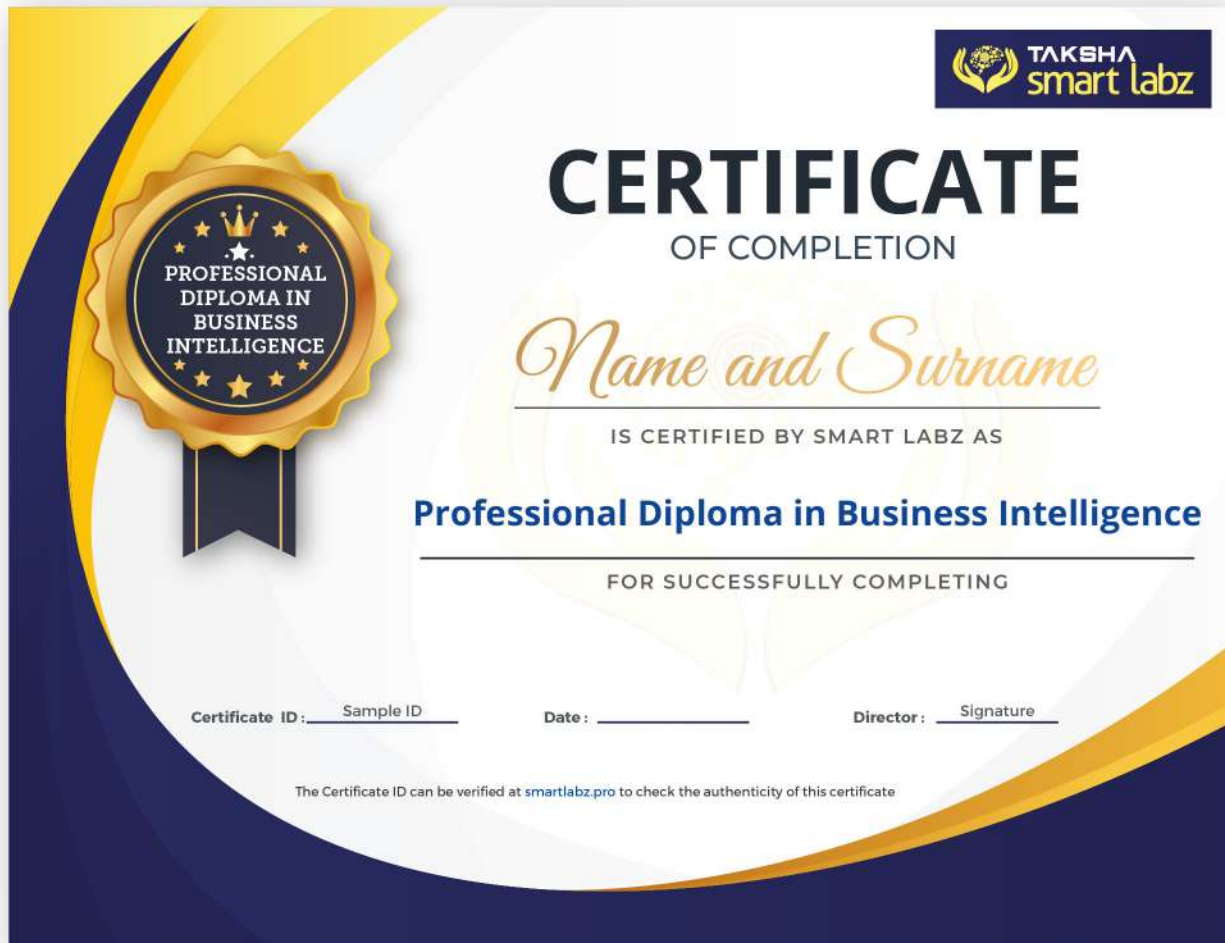 TAKSHA
smart labz
CERTIFICATE
OF COMPLETION
PROFESSIONAL
DIPLOMA IN
BUSINESS
INTELLIGENCE
Name and Surname
IS CERTIFIED BY SMART LABZ AS
Professional Diploma in Business Intelligence
FOR SUCCESSFULLY COMPLETING
Certificate ID: Sample ID Date: Director: Signature
The Certificate ID can be verified at smartlabz.pro to check the authenticity of this certificate